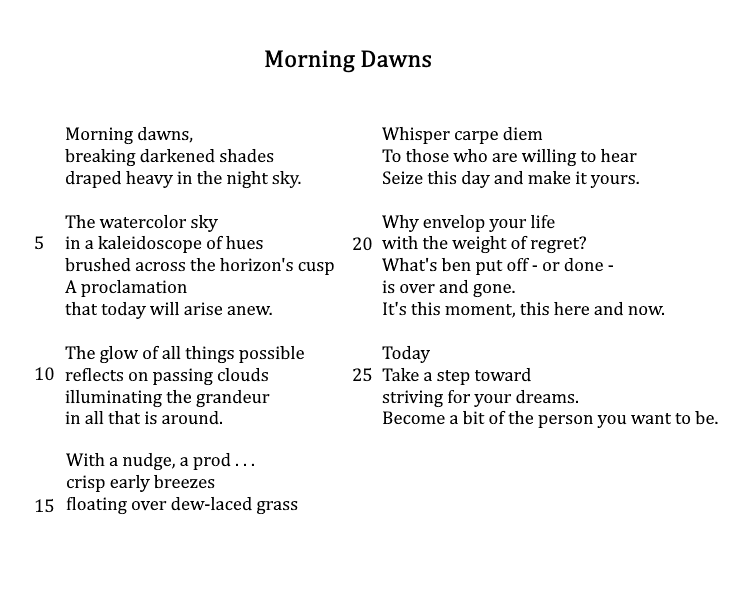 Morning Dawns
Morning dawns,
breaking darkened shades
draped heavy in the night sky.
The watercolor sky
5 in a kaleidoscope of hues
brushed across the horizon's cusp
A proclamation
that today will arise anew.
The glow of all things possible
10 reflects on passing clouds
illuminating the grandeur
in all that is around.
With a nudge, a prod . . .
crisp early breezes
15 floating over dew-laced grass
Whisper carpe diem
To those who are willing to hear
Seize this day and make it yours.
Why envelop your life
20 with the weight of regret?
What's ben put off - or done -
is over and gone.
It's this moment, this here and now.
Today
25 Take a step toward
striving for your dreams.
Become a bit of the person you want to be.